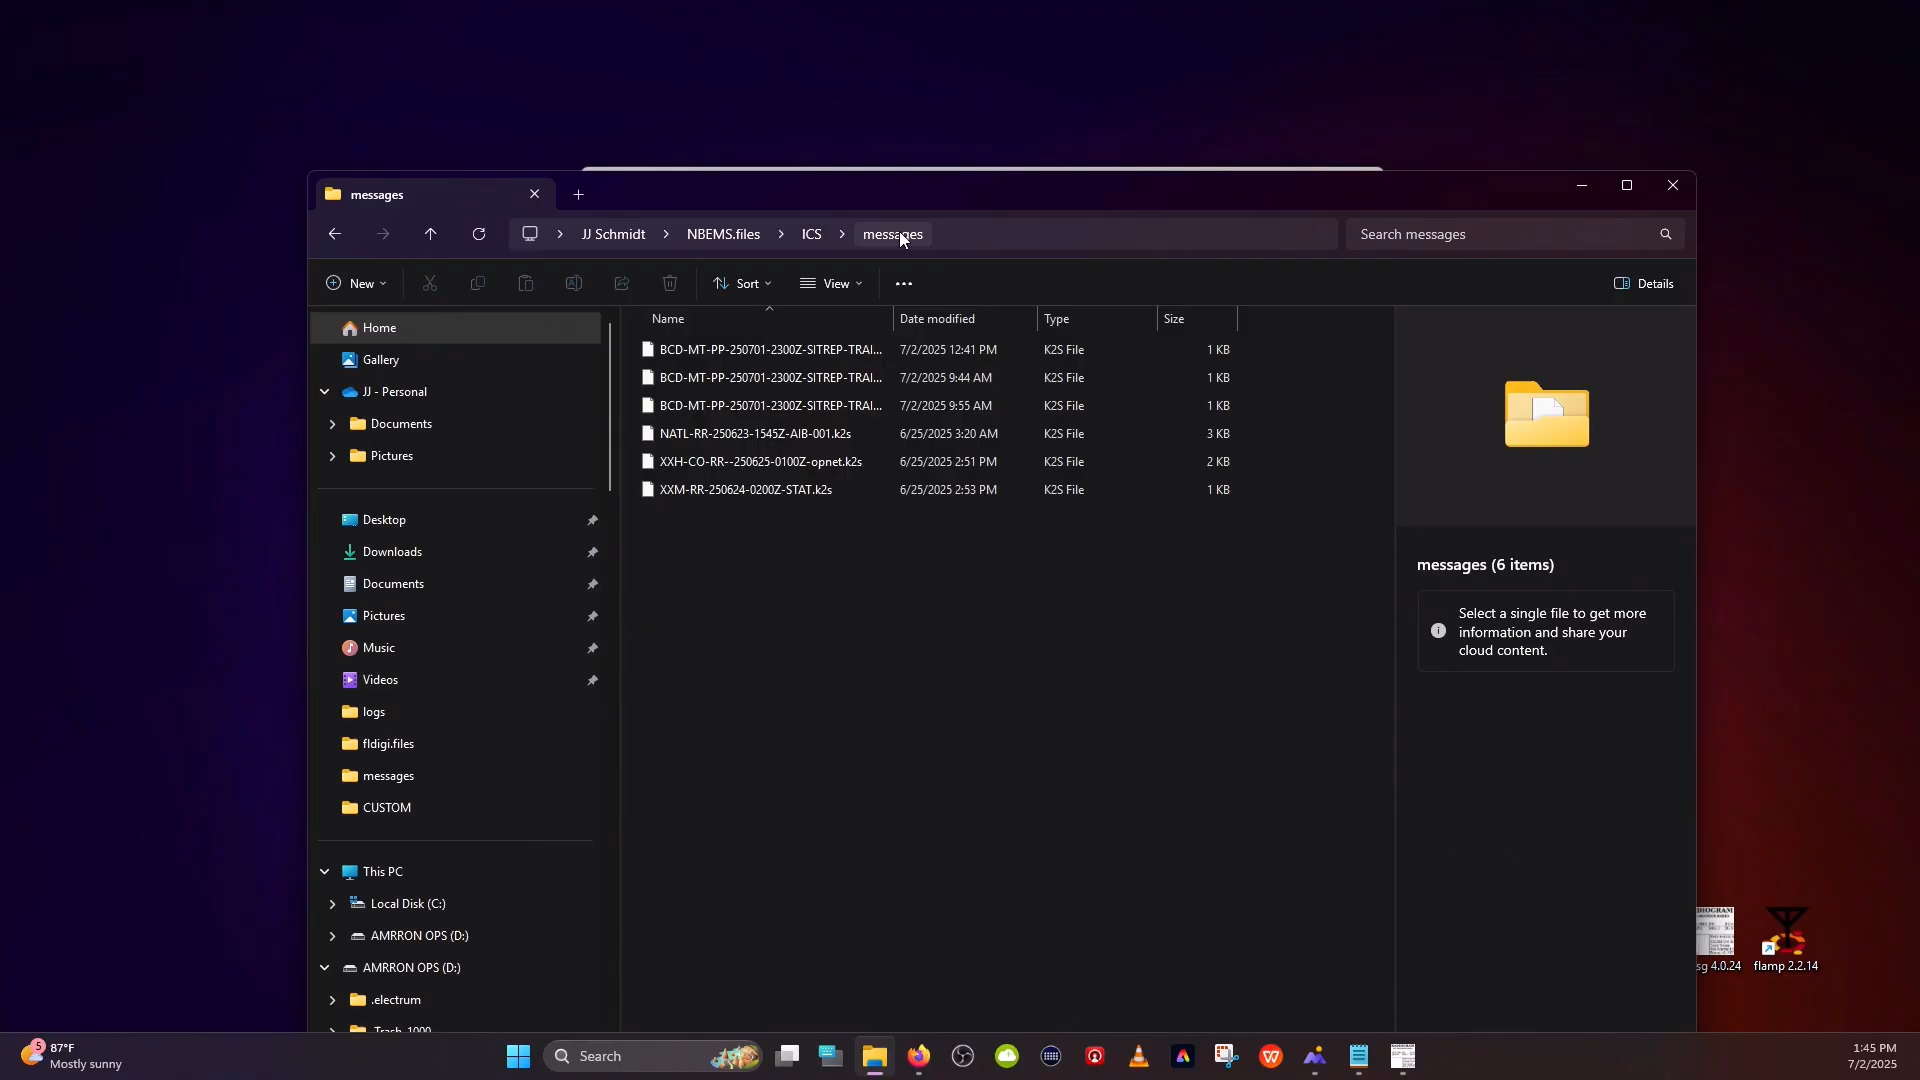 messages
JJ Schmidt
NBEMS.files
ICS
messages
Search messages
New
Sort
View
Details
Home
Gallery
JJ - Personal
Documents
Pictures
Desktop
Downloads
Documents
Pictures
Music
Videos
logs
fldigi.files
messages
CUSTOM
This PC
Local Disk (C:)
AMRRON OPS (D:)
AMRRON OPS (D:)
.electrum
.Trash-1000
Name Date modified Type Size
BCD-MT-PP-250701-2300Z-SITREP-TRAI... 7/2/2025 12:41 PM K2S File 1 KB
BCD-MT-PP-250701-2300Z-SITREP-TRAI... 7/2/2025 9:44 AM K2S File 1 KB
BCD-MT-PP-250701-2300Z-SITREP-TRAI... 7/2/2025 9:55 AM K2S File 1 KB
NATL-RR-250623-1545Z-AIB-001.k2s 6/25/2025 3:20 AM K2S File 3 KB
XXH-CO-RR--250625-0100Z-opnet.k2s 6/25/2025 2:51 PM K2S File 2 KB
XXM-RR-250624-0200Z-STAT.k2s 6/25/2025 2:53 PM K2S File 1 KB
messages (6 items)
Select a single file to get more
information and share your
cloud content.
sg 4.0.24
flamp 2.2.14
5
87°F
Mostly sunny
Search
1:45 PM
7/2/2025